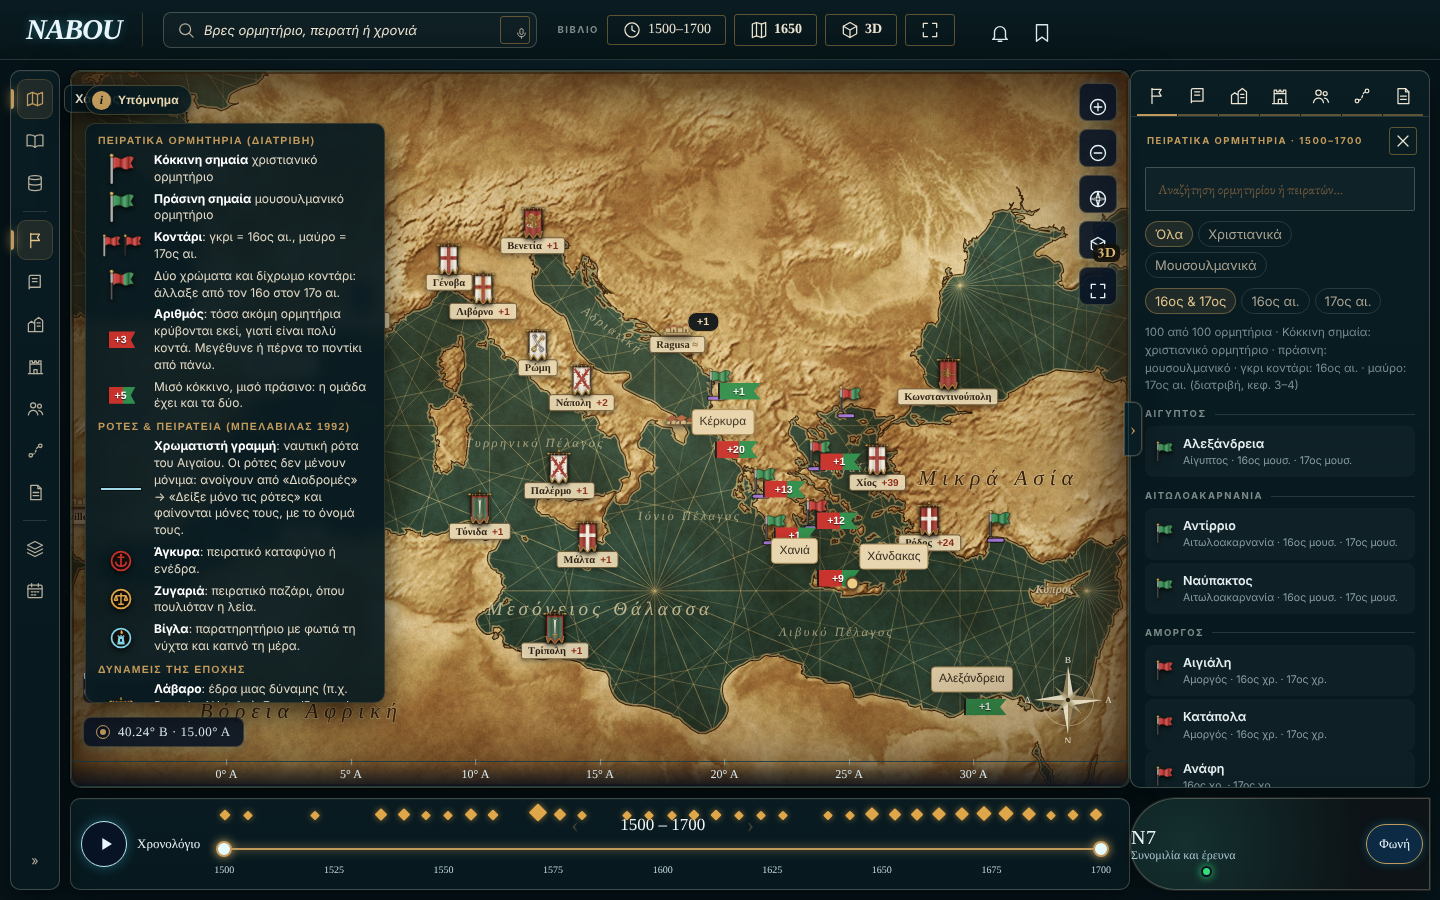 NABOU
Βρες ορμητήριο, πειρατή ή χρονιά
ΒΙΒΛΙΟ
1500–1700
1650
3D
Υπόμνημα
ΠΕΙΡΑΤΙΚΑ ΟΡΜΗΤΗΡΙΑ (ΔΙΑΤΡΙΒΗ)
Κόκκινη σημαία χριστιανικό
ορμητήριο
Πράσινη σημαία μουσουλμανικό
ορμητήριο
Κοντάρι: γκρι = 16ος αι., μαύρο =
17ος αι.
Δύο χρώματα και δίχρωμο κοντάρι:
άλλαξε από τον 16ο στον 17ο αι.
Αριθμός: τόσα ακόμη ορμητήρια
κρύβονται εκεί, γιατί είναι πολύ
+3
κοντά. Μεγέθυνε ή πέρνα το ποντίκι
από πάνω.
Μισό κόκκινο, μισό πράσινο: η ομάδα
+5
έχει και τα δύο.
ΡΟΤΕΣ & ΠΕΙΡΑΤΕΙΑ (ΜΠΕΛΑΒΙΛΑΣ 1992)
Χρωματιστή γραμμή: ναυτική ρότα
του Αιγαίου. Οι ρότες δεν μένουν
μόνιμα: ανοίγουν από «Διαδρομές»
→ «Δείξε μόνο τις ρότες» και
φαίνονται μόνες τους, με το όνομά
τους.
Άγκυρα: πειρατικό καταφύγιο ή
ενέδρα.
Ζυγαριά: πειρατικό παζάρι, όπου
πουλιόταν η λεία.
Βίγλα: παρατηρητήριο με φωτιά τη
νύχτα και καπνό τη μέρα.
ΔΥΝΑΜΕΙΣ ΤΗΣ ΕΠΟΧΗΣ
Λάβαρο: έδρα μιας δύναμης (π.χ.
Βόρεια Αφρική
40.24° Β · 15.00° Α
Βενετία +1
Γένοβα
Λιβόρνο +1
Ρώμη
Νάπολη +2
Αδριατική
+1
Ragusa ≈
+1
Κέρκυρα
+20
Κωνσταντινούπολη
Τυρρηνικό Πέλαγος
Παλέρμο +1
Τύνιδα +1
Μάλτα +1
Ιόνιο Πέλαγος
+13
+1
Χίος +39
Μικρά Ασία
+12
+1
Χανιά
Ρόδος +24
Χάνδακας
+9
Κύπρος
Μεσόγειος Θάλασσα
Λιβυκό Πέλαγος
Τρίπολη +1
Αλεξάνδρεια
+1
Β
Δ
Α
Ν
3D
0° Α
5° Α
10° Α
15° Α
20° Α
25° Α
30° Α
ΠΕΙΡΑΤΙΚΑ ΟΡΜΗΤΗΡΙΑ · 1500–1700
Αναζήτηση ορμητηρίου ή πειρατών...
Όλα
Χριστιανικά
Μουσουλμανικά
16ος & 17ος
16ος αι.
17ος αι.
100 από 100 ορμητήρια · Κόκκινη σημαία:
χριστιανικό ορμητήριο · πράσινη:
μουσουλμανικό · γκρι κοντάρι: 16ος αι. · μαύρο:
17ος αι. (διατριβή, κεφ. 3–4)
ΑΙΓΥΠΤΟΣ
Αλεξάνδρεια
Αίγυπτος · 16ος μουσ. · 17ος μουσ.
ΑΙΤΩΛΟΑΚΑΡΝΑΝΙΑ
Αντίρριο
Αιτωλοακαρνανία · 16ος μουσ. · 17ος μουσ.
Ναύπακτος
Αιτωλοακαρνανία · 16ος μουσ. · 17ος μουσ.
ΑΜΟΡΓΟΣ
Αιγιάλη
Αμοργός · 16ος χρ. · 17ος χρ.
Κατάπολα
Αμοργός · 16ος χρ. · 17ος χρ.
Ανάφη
16ος χρ. · 17ος χρ.
Χρονολόγιο
1500 – 1700
1500
1525
1550
1575
1600
1625
1650
1675
1700
N7
Συνομιλία και έρευνα
Φωνή